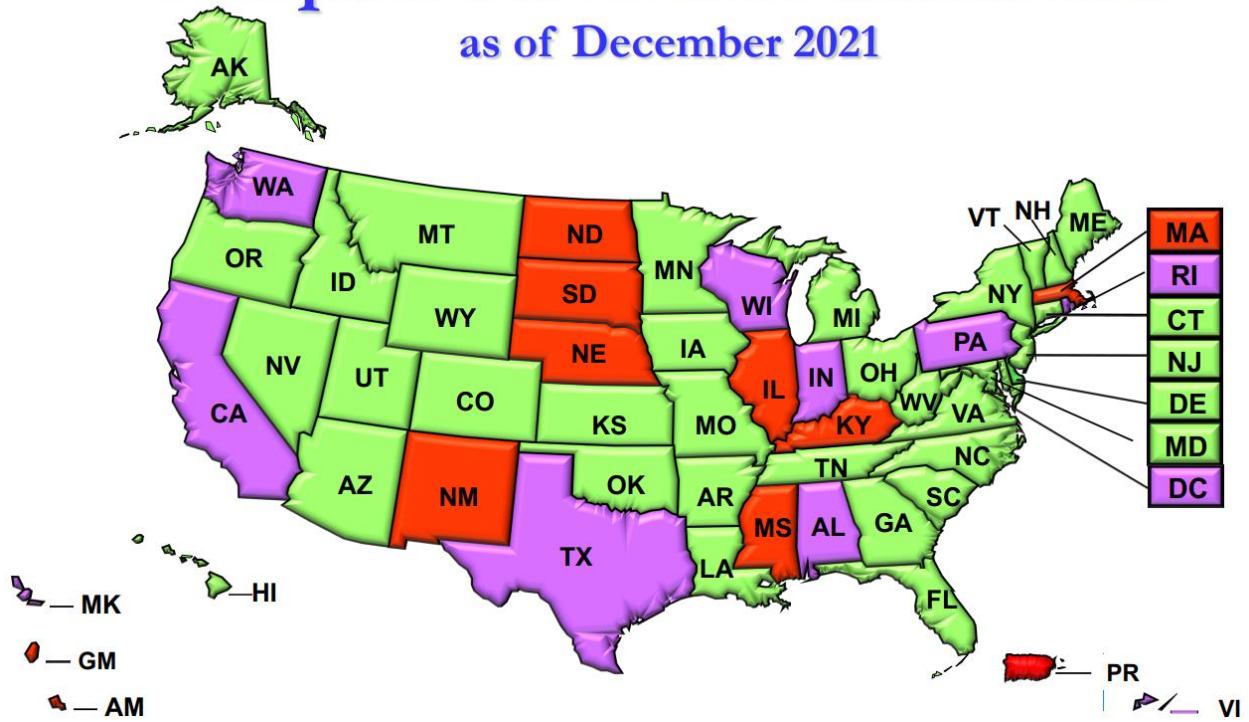 as of December 2021
AK
WA
MT
ND
MN
VT
NH
ME
MA
OR
ID
SD
WI
NY
RI
WY
MI
CT
NE
IA
PA
NJ
NV
UT
IL
IN
OH
DE
CA
CO
KS
MO
KY
WV
VA
MD
AZ
NM
OK
AR
TN
NC
DC
TX
LA
MS
AL
GA
SC
FL
HI
MK
GM
AM
PR
VI